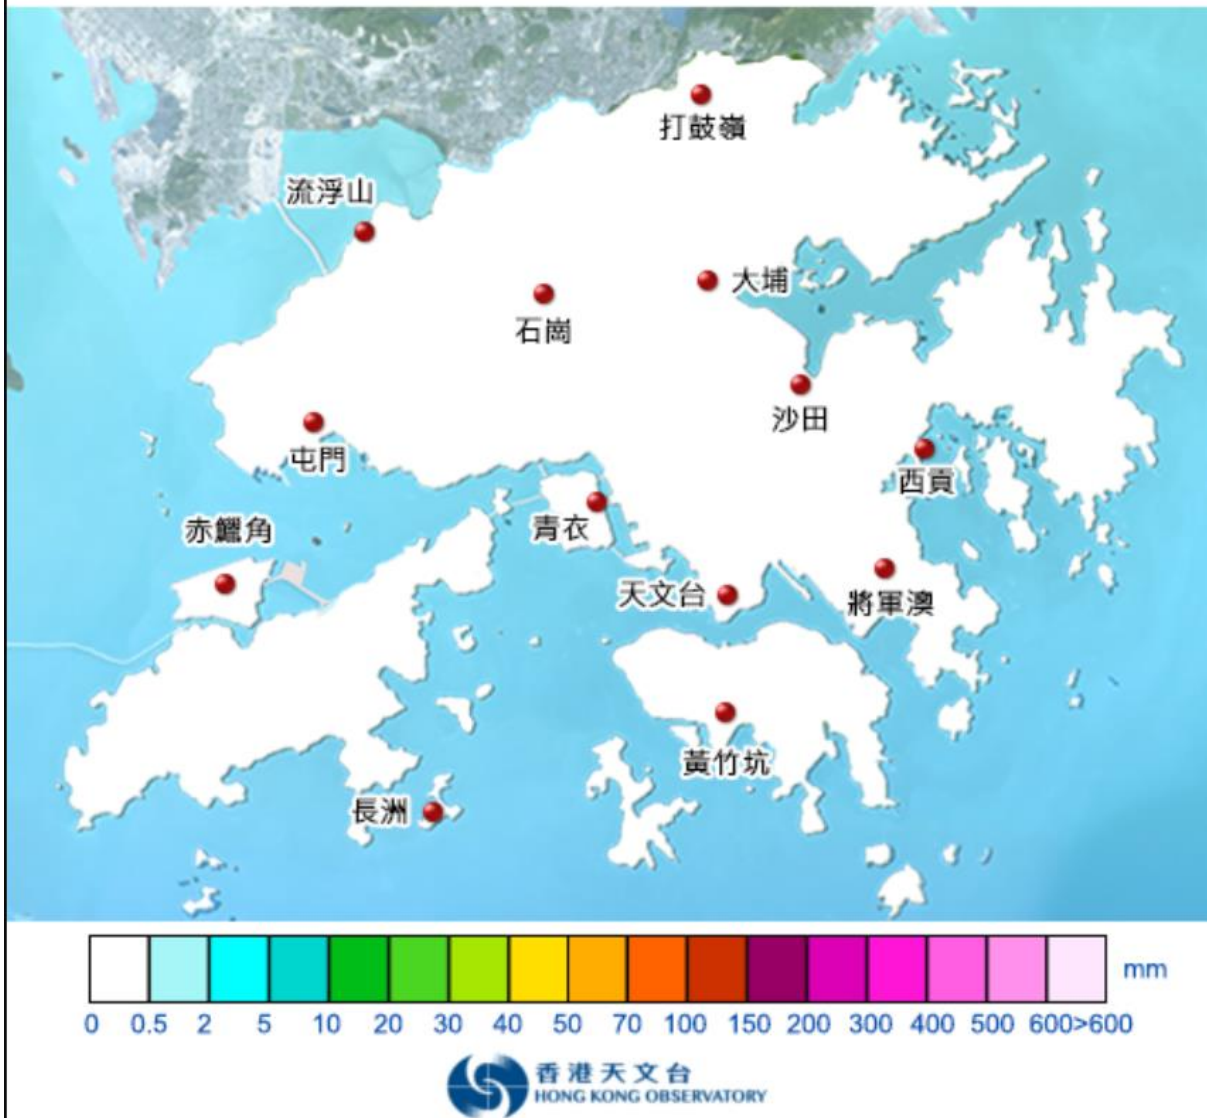 打鼓嶺
流浮山
大埔
石崗
沙田
屯門
西貢
赤鱲角
青衣
天文台
將軍澳
黃竹坑
長洲
mm
0 0.5 2 5 10 20 30 40 50 70 100 150 200 300 400 500 600>600
香港天文台
HONG KONG OBSERVATORY